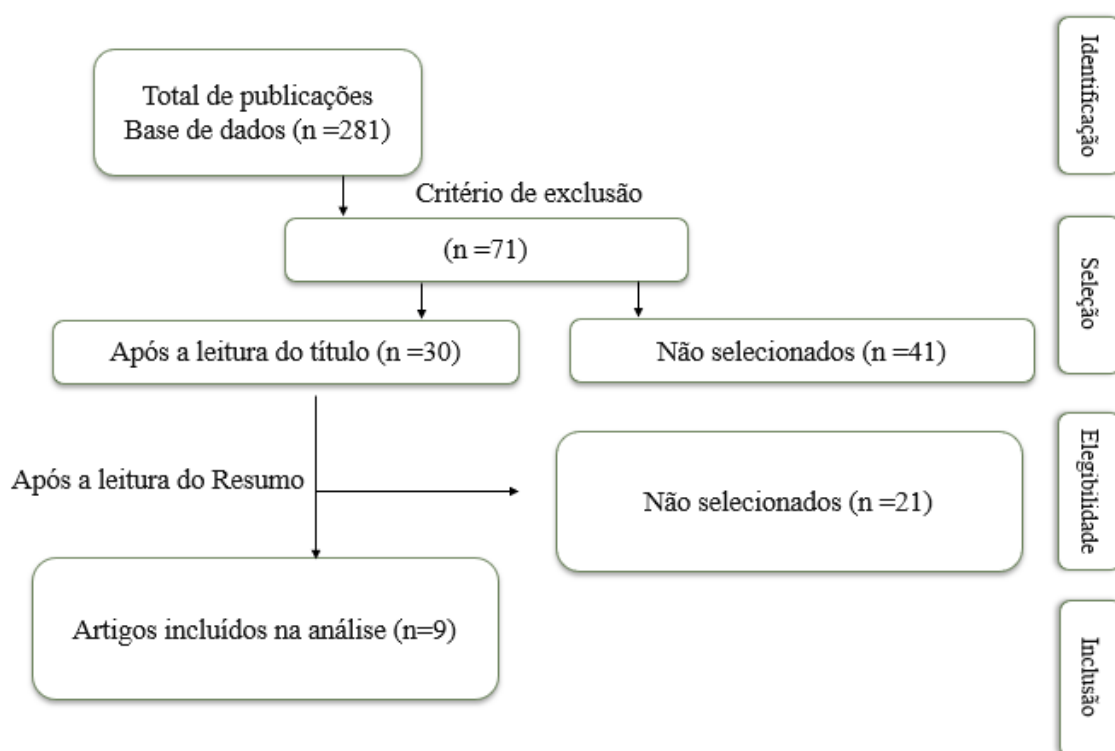 Total de publicações
Base de dados (n =281)
Critério de exclusão
(n =71)
Após a leitura do título (n =30)
Não selecionados (n =41)
Após a leitura do Resumo
Não selecionados (n =21)
Artigos incluídos na análise (n=9)
Identificação
Seleção
Elegibilidade
Inclusão